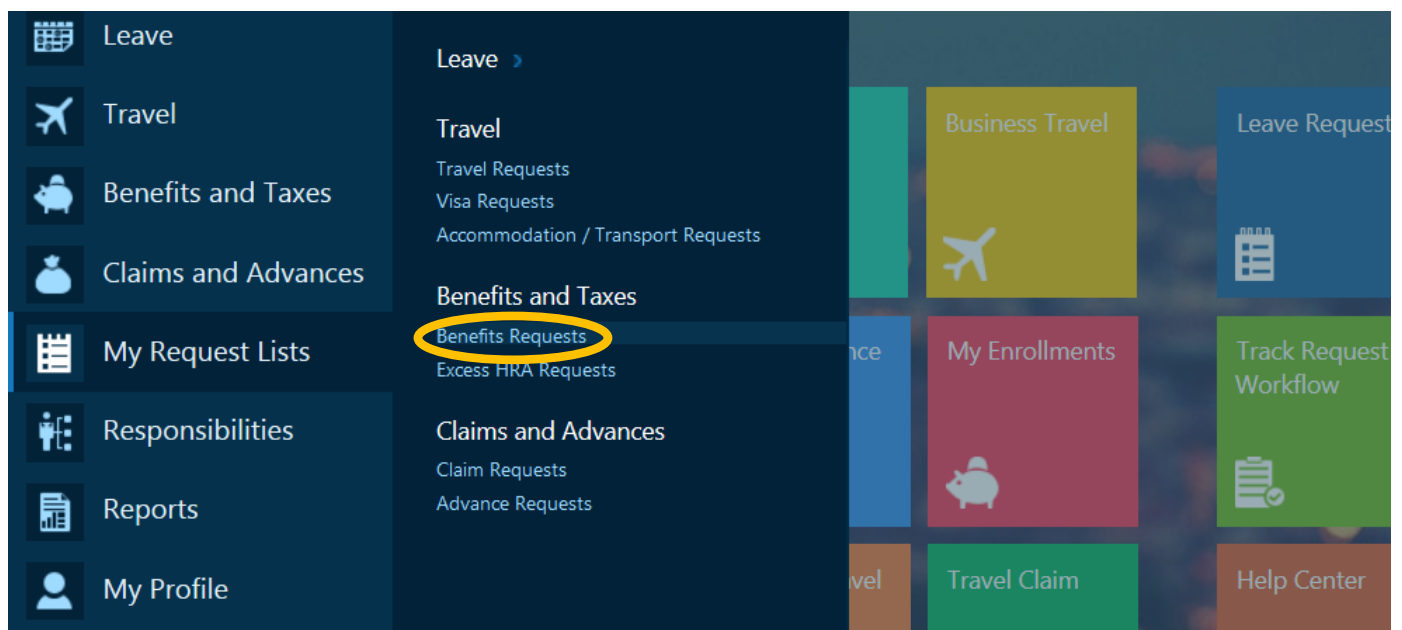 Leave
Travel
Benefits and Taxes
Claims and Advances
My Request Lists
Responsibilities
Reports
My Profile
Leave >
Travel
Travel Requests
Visa Requests
Accommodation / Transport Requests
Benefits and Taxes
Benefits Requests
Excess HRA Requests
Claims and Advances
Claim Requests
Advance Requests
Business Travel
Leave Request
nce
My Enrollments
Track Request
Workflow
vel
Travel Claim
Help Center